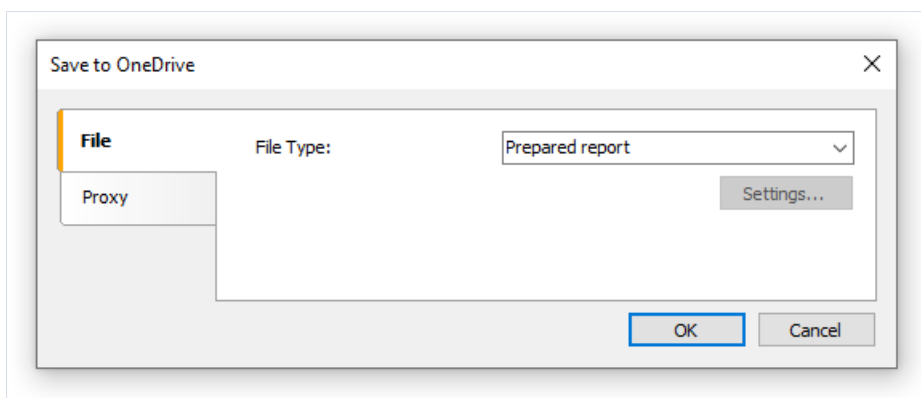 Save to OneDrive
File
File Type:
Prepared report
Proxy
Settings...
OK
Cancel